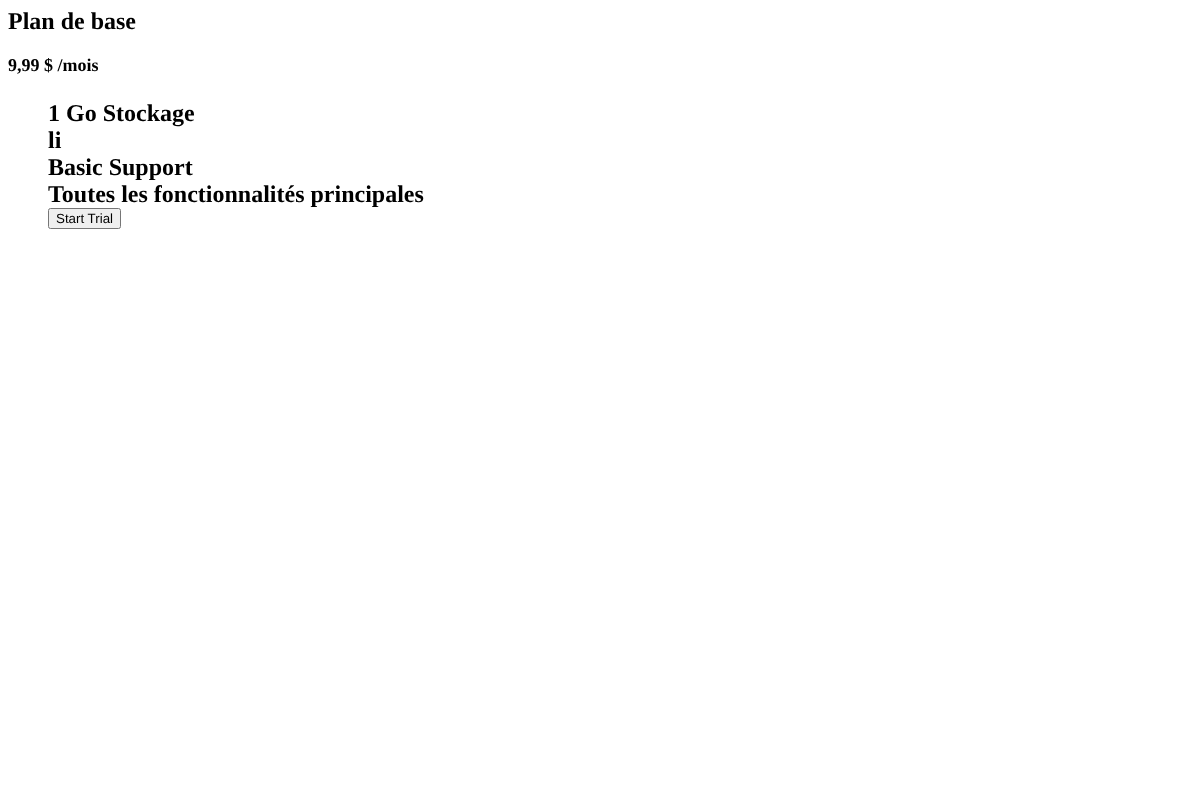 Plan de base
9,99 $ /mois
1 Go Stockage
li
Basic Support
Toutes les fonctionnalités principales
Start Trial